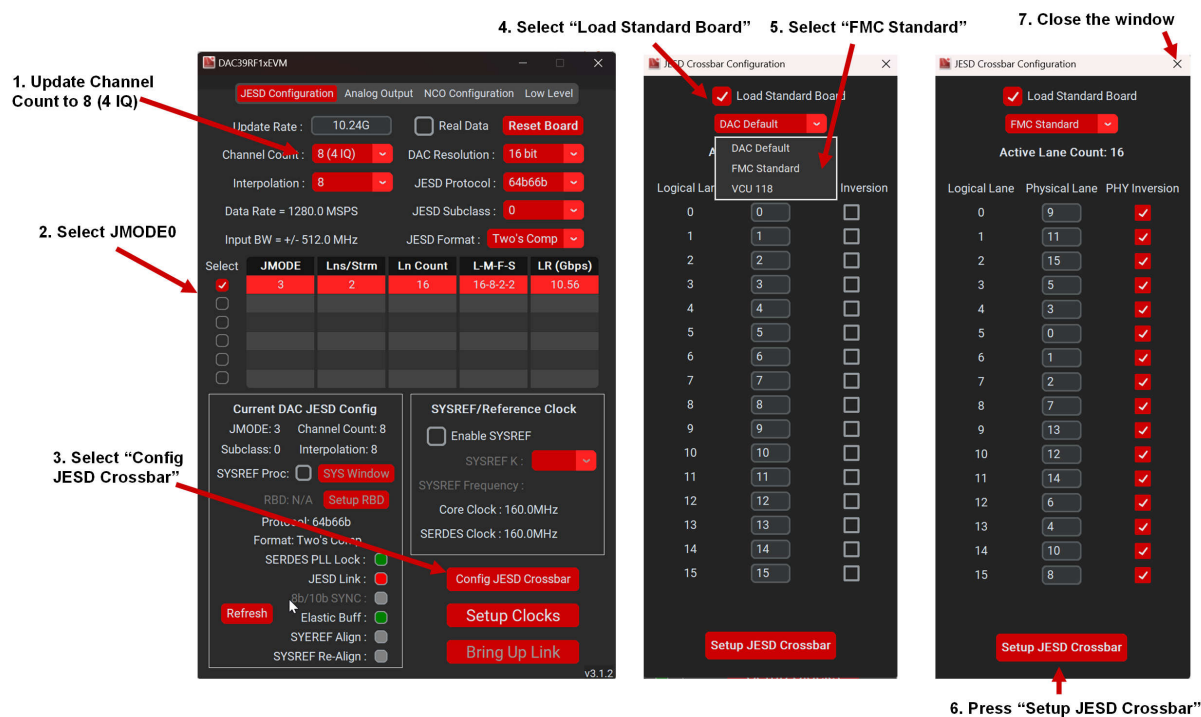 4. Select “Load Standard Board”
5. Select “FMC Standard”
7. Close the window
1. Update Channel
Count to 8 (4 IQ)
2. Select JMODE0
3. Select “Config
JESD Crossbar”
DAC39RF1xEVM
JESD Configuration Analog Output NCO Configuration Low Level
Update Rate : 10.24G Real Data Reset Board
Channel Count : 8 (4 IQ) DAC Resolution : 16 bit
Interpolation : 8 JESD Protocol : 64b66b
Data Rate = 1280.0 MSPS JESD Subclass : 0
Input BW = +/- 512.0 MHz JESD Format : Two's Comp
Select JMODE Lns/Strm Ln Count L-M-F-S LR (Gbps)
3 2 16 16-8-2-2 10.56
Current DAC JESD Config
JMODE: 3 Channel Count: 8
Subclass: 0 Interpolation: 8
SYSREF Proc: SYS Window
RBD: N/A Setup RBD
Protocol: 64b66b
Format: Two's Comp
SERDES PLL Lock :
JESD Link :
8b/10b SYNC :
Refresh
Elastic Buff :
SYEREF Align :
SYSREF Re-Align :
SYSREF/Reference Clock
Enable SYSREF
SYSREF K :
SYSREF Frequency :
Core Clock : 160.0MHz
SERDES Clock : 160.0MHz
Config JESD Crossbar
Setup Clocks
Bring Up Link
v3.1.2
JESD Crossbar Configuration
Load Standard Board
DAC Default
DAC Default
FMC Standard
VCU 118
A
Logical Lan Inversion
0 0
1 1
2 2
3 3
4 4
5 5
6 6
7 7
8 8
9 9
10 10
11 11
12 12
13 13
14 14
15 15
Setup JESD Crossbar
JESD Crossbar Configuration
Load Standard Board
FMC Standard
Active Lane Count: 16
Logical Lane Physical Lane PHY Inversion
0 9
1 11
2 15
3 5
4 3
5 0
6 1
7 2
8 7
9 13
10 12
11 14
12 6
13 4
14 10
15 8
Setup JESD Crossbar
6. Press “Setup JESD Crossbar”